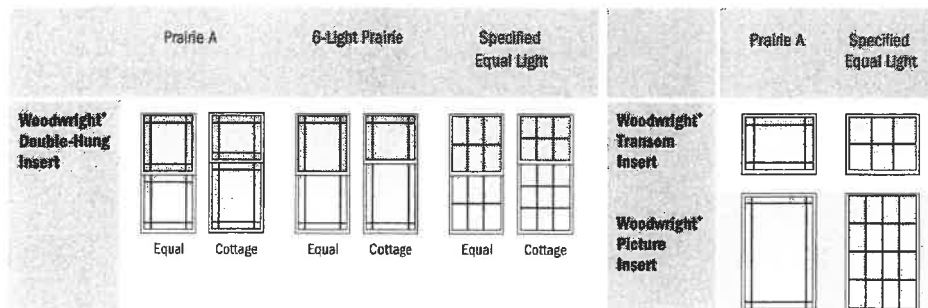 Prairie A
6-Light Prairie
Specified
Equal Light
Woodwright*
Double-Hung
Insert
Equal
Cottage
Equal
Cottage
Equal
Cottage
Prairie A
Specified
Equal Light
Woodwright*
Transom
Insert
Woodwright*
Picture
Insert